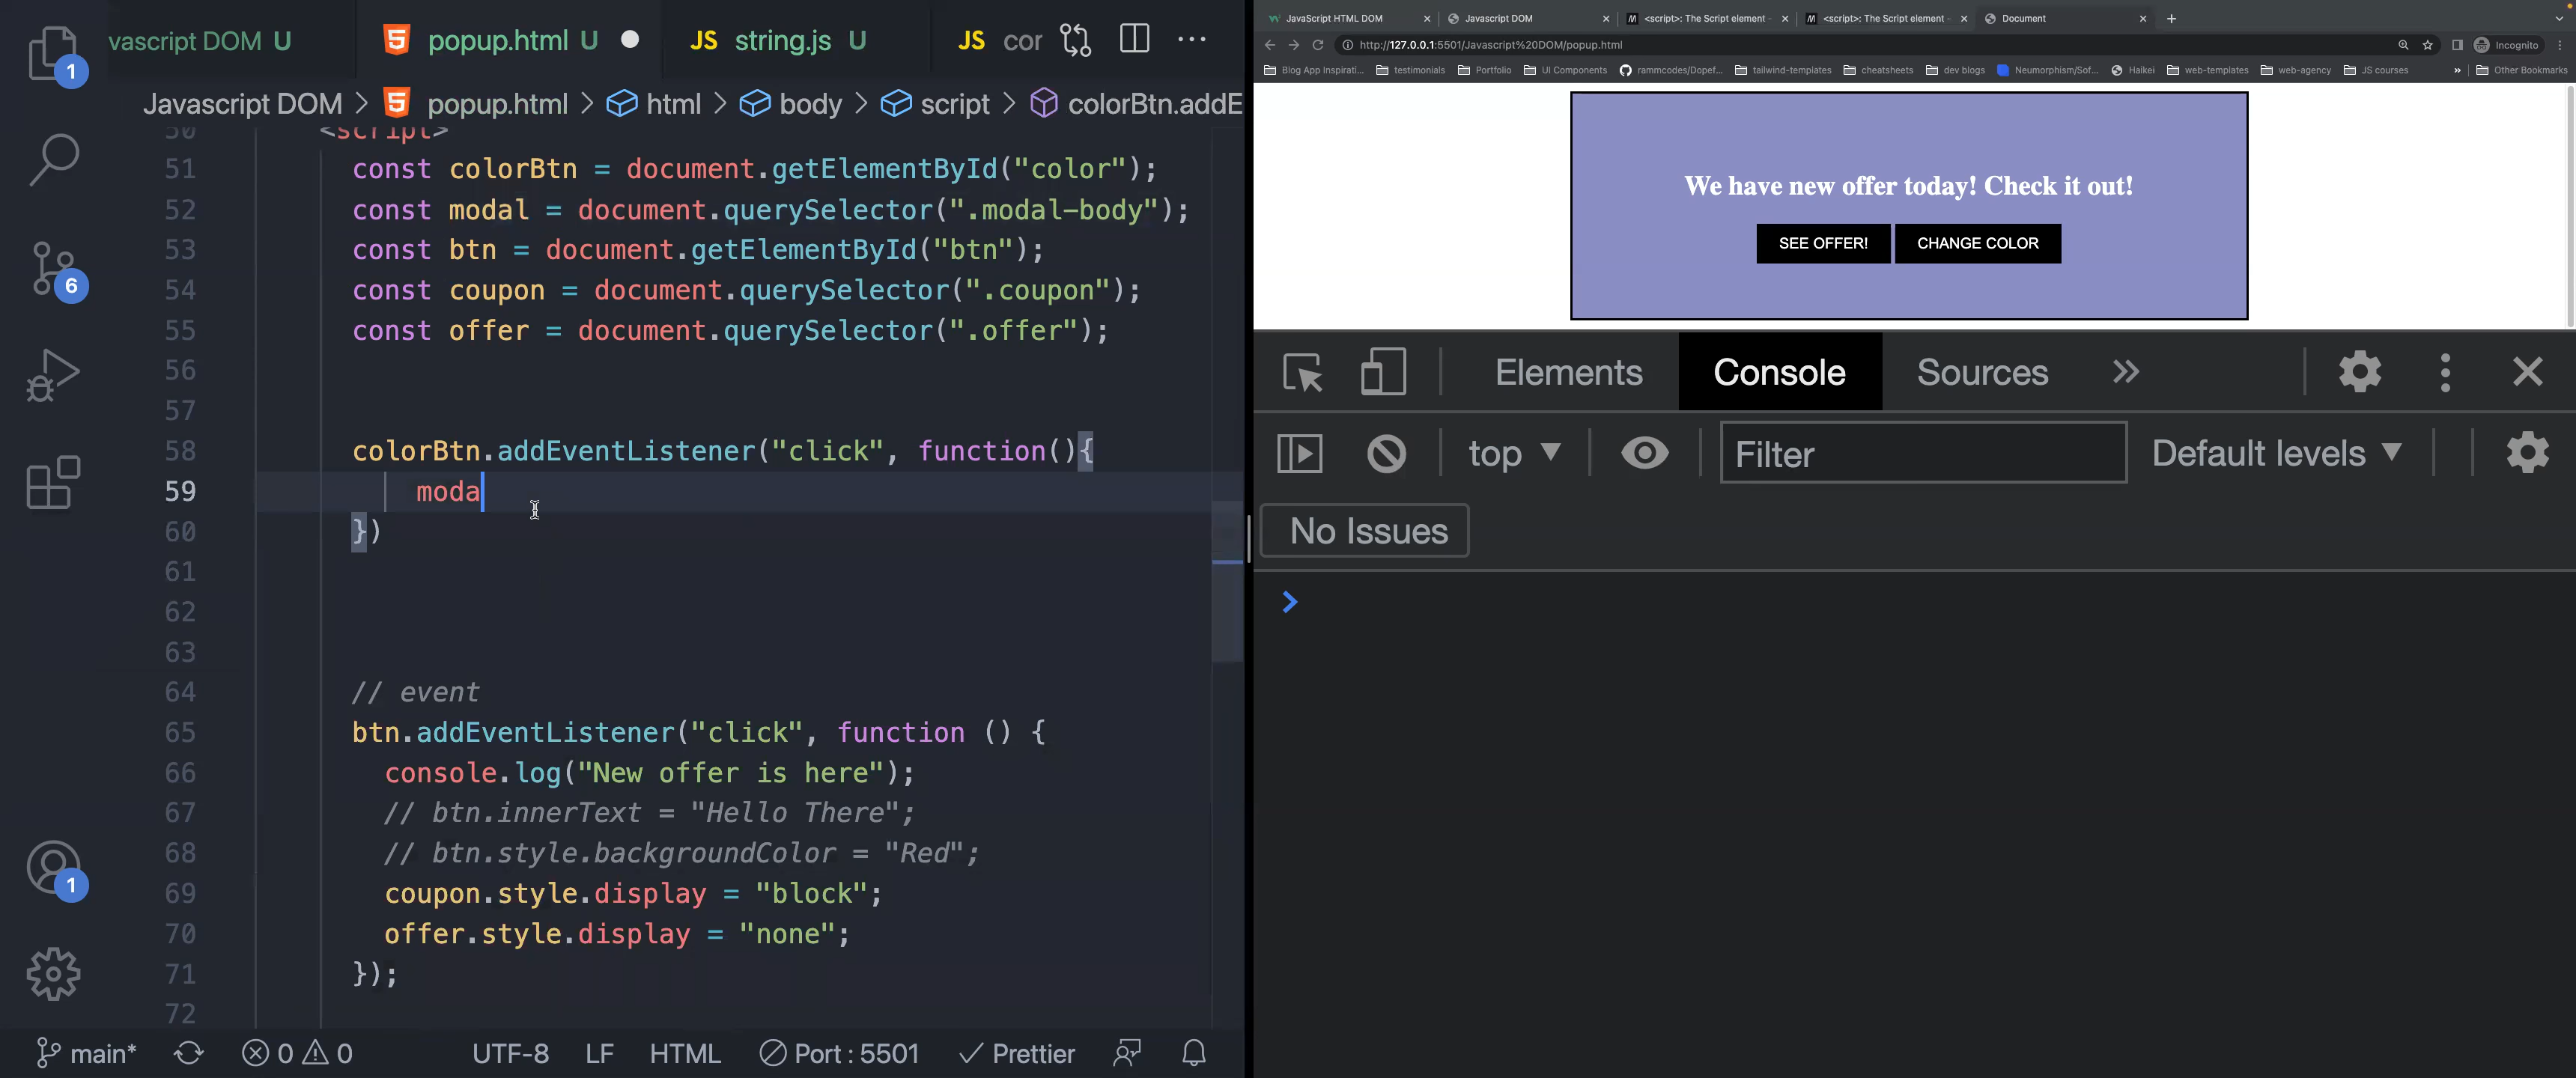 vascript DOM U
popup.html U
JS string.js U
JS cor
Javascript DOM > popup.html > html > body > script > colorBtn.addE
50 <script>
51 const colorBtn = document.getElementById("color");
52 const modal = document.querySelector(".modal-body");
53 const btn = document.getElementById("btn");
54 const coupon = document.querySelector(".coupon");
55 const offer = document.querySelector(".offer");
56
57
58 colorBtn.addEventListener("click", function(){
59 moda
60 })
61
62
63
64 // event
65 btn.addEventListener("click", function () {
66 console.log("New offer is here");
67 // btn.innerText = "Hello There";
68 // btn.style.backgroundColor = "Red";
69 coupon.style.display = "block";
70 offer.style.display = "none";
71 });
72
1
6
1
main* 0 0 UTF-8 LF HTML Port : 5501 Prettier
JavaScript HTML DOM
Javascript DOM
<script>: The Script element -
<script>: The Script element -
Document
http://127.0.0.1:5501/Javascript%20DOM/popup.html
Incognito
Blog App Inspirati... testimonials Portfolio UI Components rammcodes/Dopef... tailwind-templates cheatsheets dev blogs Neumorphism/Sof... Haikei web-templates web-agency JS courses » Other Bookmarks
We have new offer today! Check it out!
SEE OFFER! CHANGE COLOR
Elements Console Sources »
top Filter Default levels
No Issues